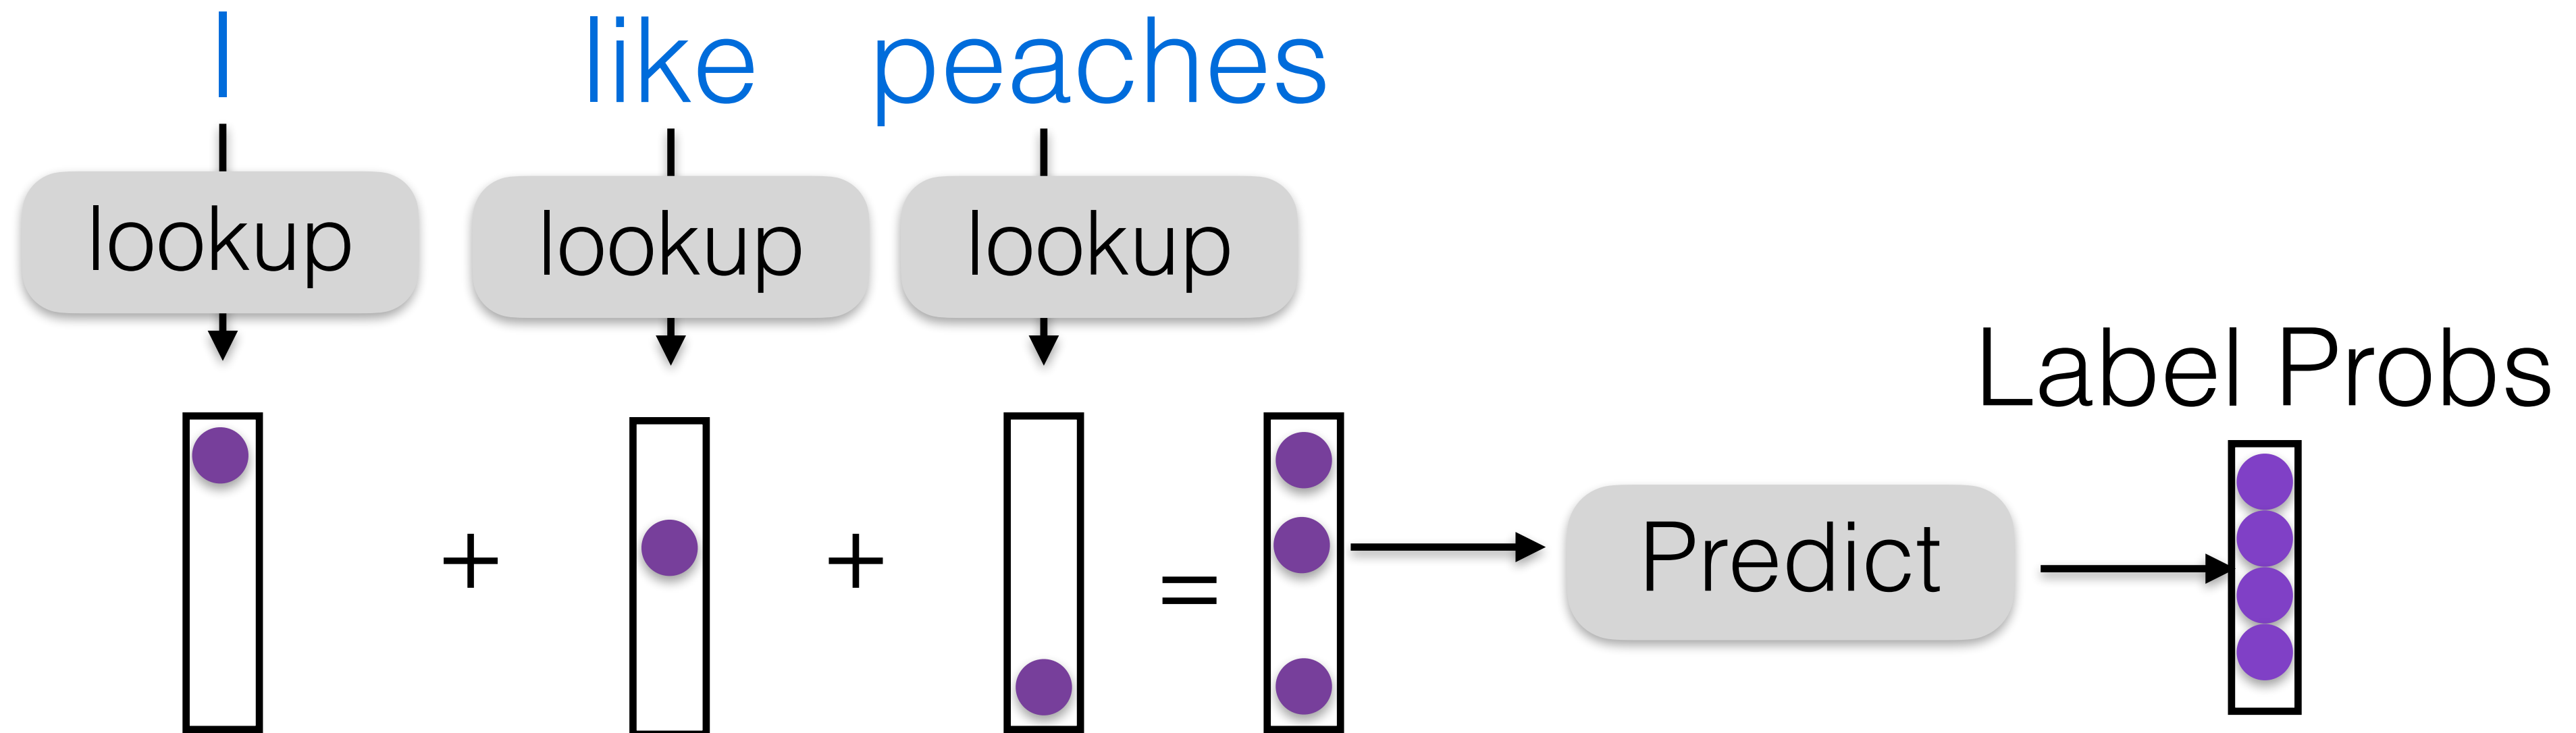 I like peaches
lookup lookup lookup
Label Probs
+ + =
Predict